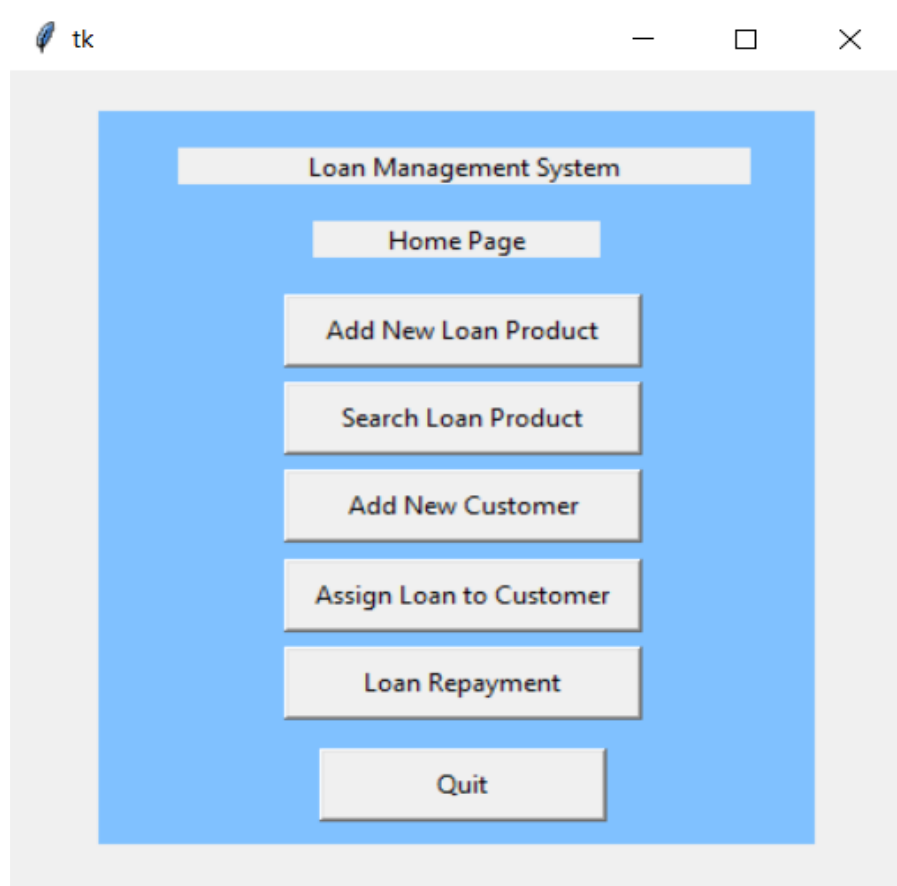 tk
Loan Management System
Home Page
Add New Loan Product
Search Loan Product
Add New Customer
Assign Loan to Customer
Loan Repayment
Quit